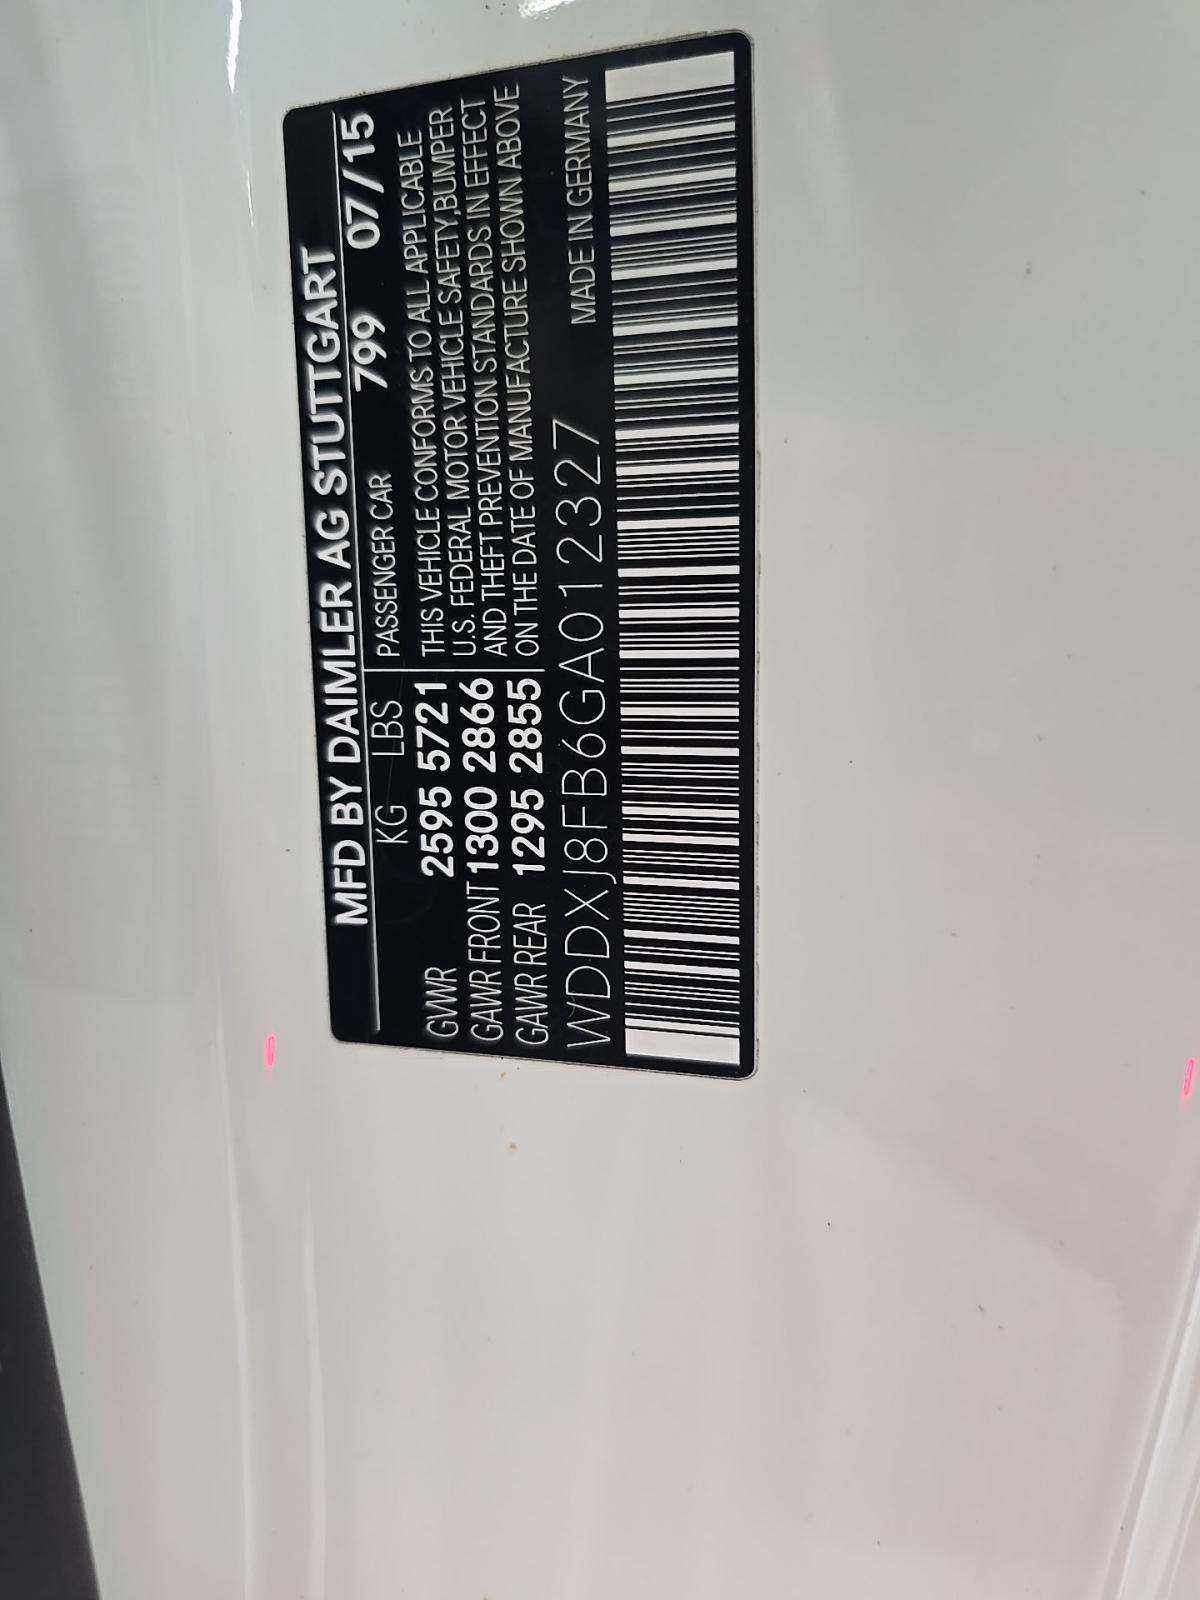 MFD BY DAIMLER AG STUTTGART
KG LBS PASSENGER CAR 799 07/15
GVWR 2595 5721 THIS VEHICLE CONFORMS TO ALL APPLICABLE
GAWR FRONT 1300 2866 U.S. FEDERAL MOTOR VEHICLE SAFETY,BUMPER
GAWR REAR 1295 2855 AND THEFT PREVENTION STANDARDS IN EFFECT
ON THE DATE OF MANUFACTURE SHOWN ABOVE
WDDXJ8FB6GA012327 MADE IN GERMANY